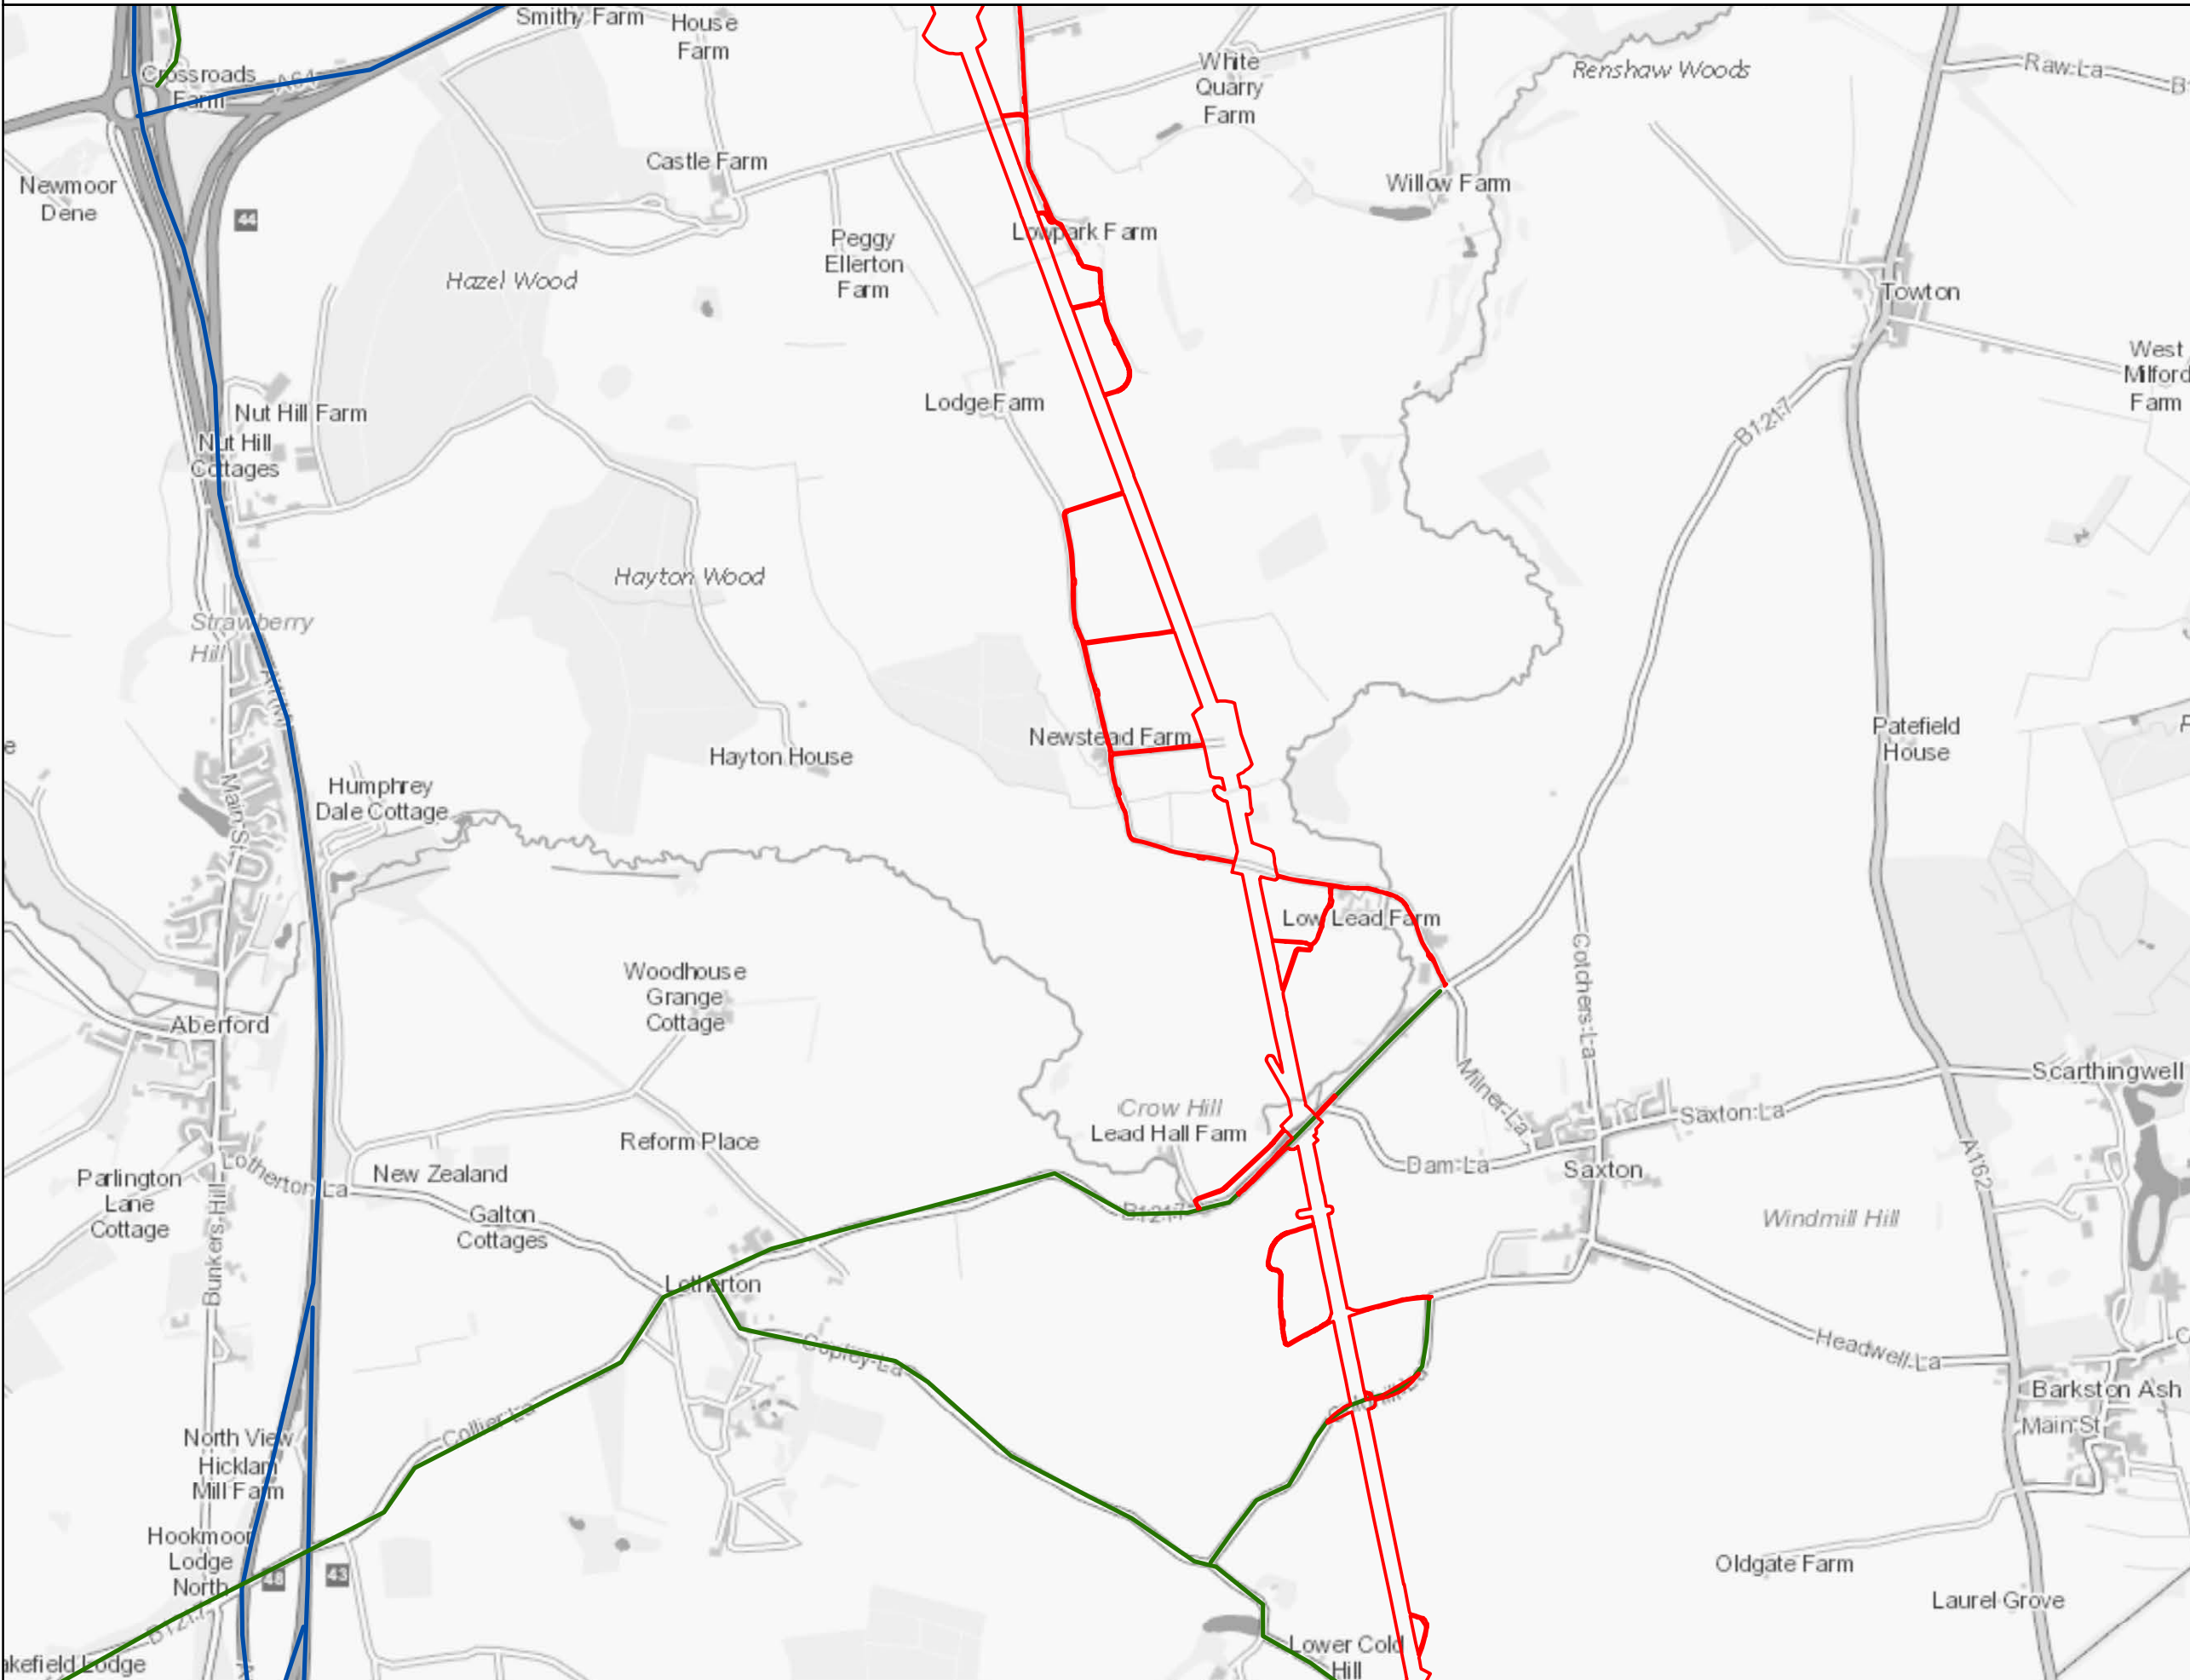 Smithy Farm
House
Farm
Crossroads
Farm
A64
White
Quarry
Farm
Renshaw Woods
Raw La
Newmoor
Dene
44
Castle Farm
Willow Farm
Peggy
Ellerton
Farm
Lowpark Farm
Hazel Wood
Towton
West
Milford
Farm
Nut Hill Farm
Nut Hill
Cottages
Lodge Farm
B1217
Hayton Wood
Strawberry
Hill
Newstead Farm
Hayton House
Patefield
House
Humphrey
Dale Cottage
Main St
Low Lead Farm
Cotchers La
Woodhouse
Grange
Cottage
Aberford
Milner La
Scarthingwell
Saxton La
Crow Hill
Lead Hall Farm
Reform Place
Dam La
Saxton
A162
Parlington
Lane
Cottage
Lotherton La
New Zealand
Galton
Cottages
B1217
Windmill Hill
Bunkers Hill
Lotherton
Copley La
Headwell La
Barkston Ash
Main St
Collier La
North View
Hicklam
Mill Farm
Hookmoor
Lodge
North
48
43
Oldgate Farm
Laurel Grove
B1217
akefield Lodge
Lower Cold
Hill